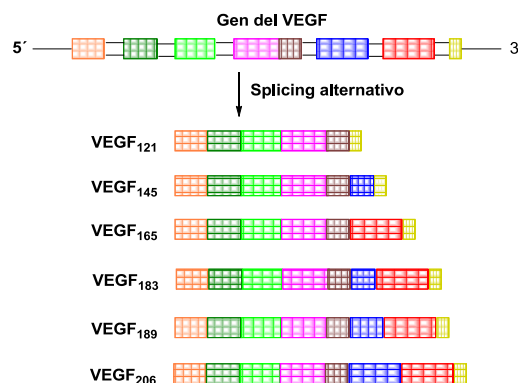 Gen del VEGF
5´ 3
Splicing alternativo
VEGF121
VEGF145
VEGF165
VEGF183
VEGF189
VEGF206